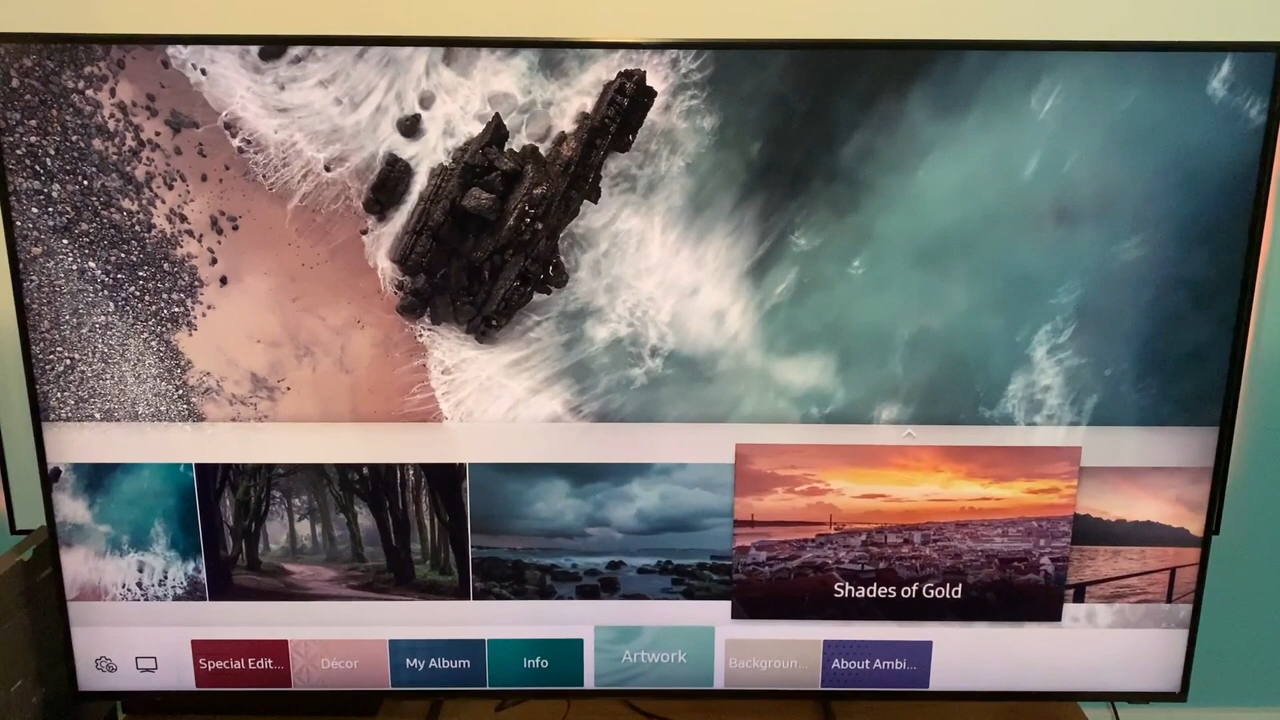 Shades of Gold
Special Edit...
Décor
My Album
Info
Artwork
Backgroun...
About Ambi...